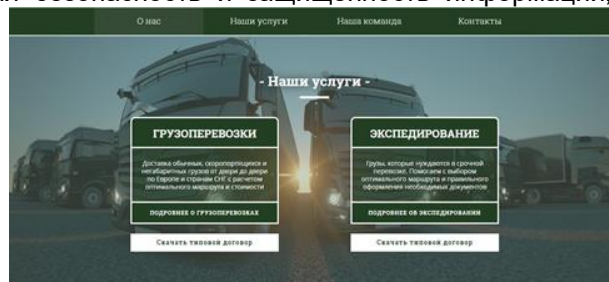 безопасность и защищенность информации,
О нас Наши услуги Наша команда Контакты
- Наши услуги -
ГРУЗОПЕРЕВОЗКИ
Доставка обычных, скоропортящихся и
негабаритных грузов от двери до двери
по Европе и странам СНГ с расчетом
оптимального маршрута и стоимости
ПОДРОБНЕЕ О ГРУЗОПЕРЕВОЗКАХ
Скачать типовой договор
ЭКСПЕДИРОВАНИЕ
Грузы, которые нуждаются в срочной
перевозке. Помогаем с выбором
оптимального маршрута и правильного
оформления необходимых документов
ПОДРОБНЕЕ ОБ ЭКСПЕДИРОВАНИИ
Скачать типовой договор